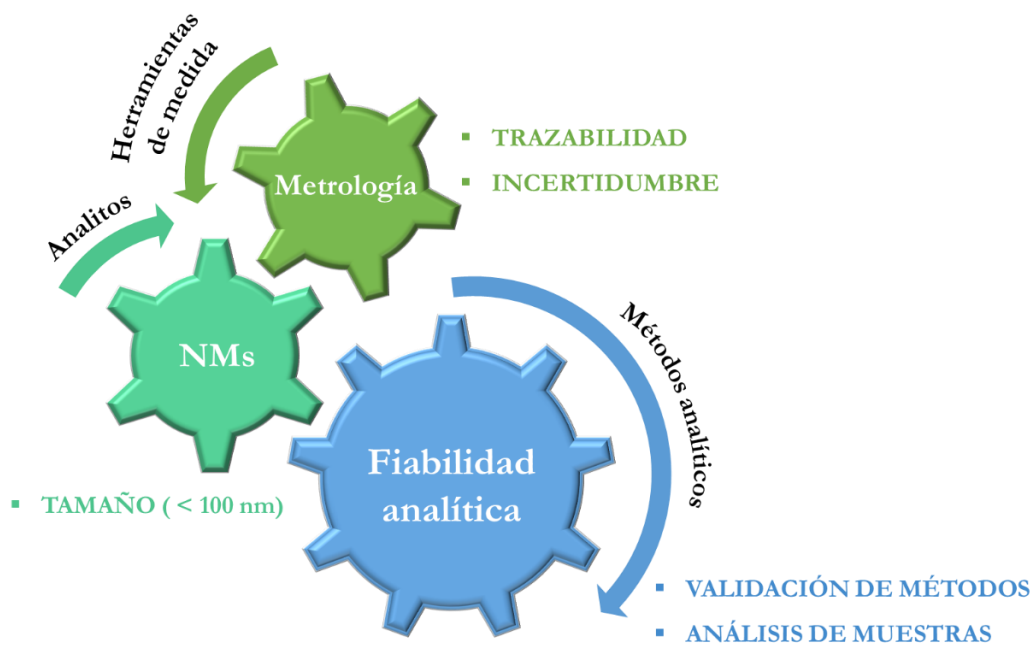 Herramientas
de medida
Metrología
▪ TRAZABILIDAD
▪ INCERTIDUMBRE
Analitos
NMs
▪ TAMAÑO ( < 100 nm)
Métodos analíticos
Fiabilidad
analítica
▪ VALIDACIÓN DE MÉTODOS
▪ ANÁLISIS DE MUESTRAS